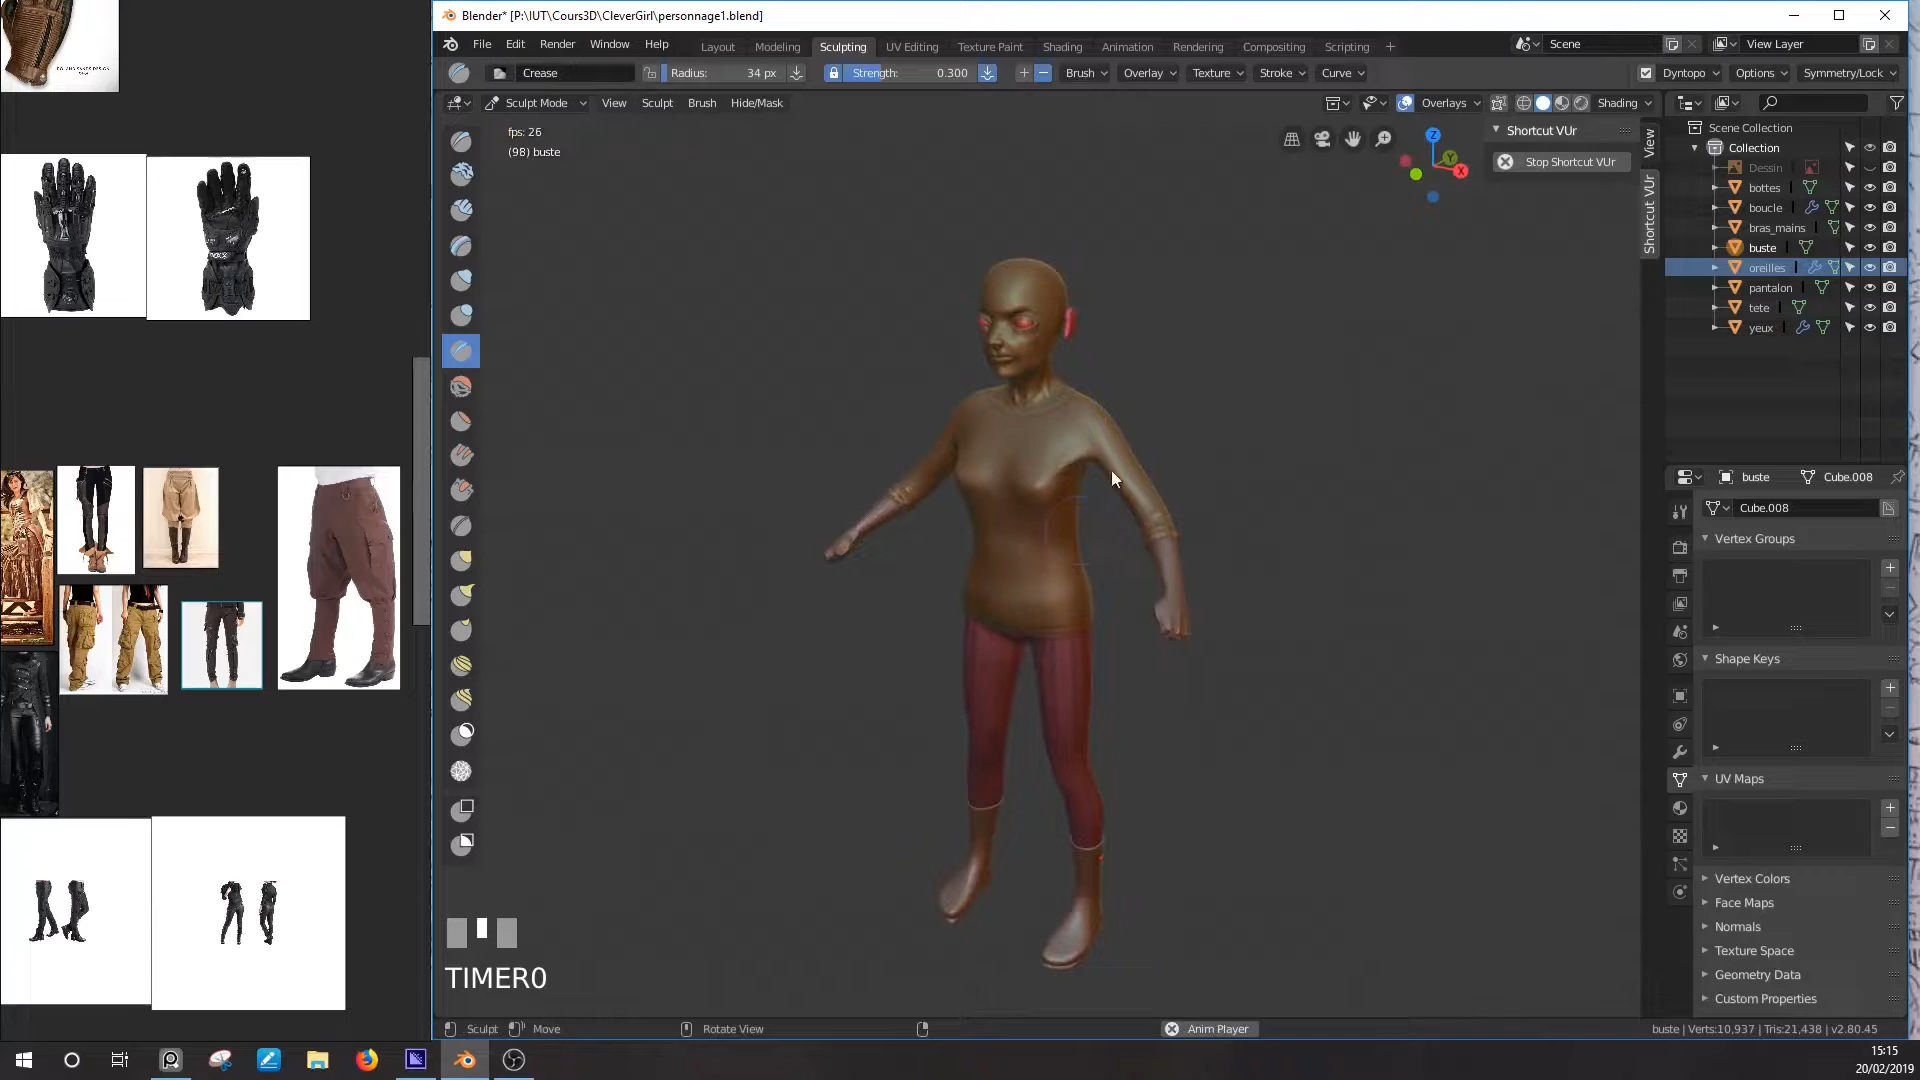 Blender* [P:\IUT\Cours3D\CleverGirl\personnage1.blend]
File Edit Render Window Help Layout Modeling Sculpting UV Editing Texture Paint Shading Animation Rendering Compositing Scripting + Scene View Layer
Crease Radius: 34 px Strength: 0.300 Brush Overlay Texture Stroke Curve Dyntopo Options Symmetry/Lock
Sculpt Mode View Sculpt Brush Hide/Mask Overlays Shading
fps: 26
(98) buste
Z
Y
X
Shortcut VUr
Stop Shortcut VUr
View
Shortcut VUr
Scene Collection
Collection
Dessin
bottes
boucle
bras_mains
buste
oreilles
pantalon
tete
yeux
buste Cube.008
Cube.008
Vertex Groups
Shape Keys
UV Maps
Vertex Colors
Face Maps
Normals
Texture Space
Geometry Data
Custom Properties
TIMER0
Sculpt Move Rotate View Anim Player buste | Verts:10,937 | Tris:21,438 | v2.80.45
15:15
20/02/2019